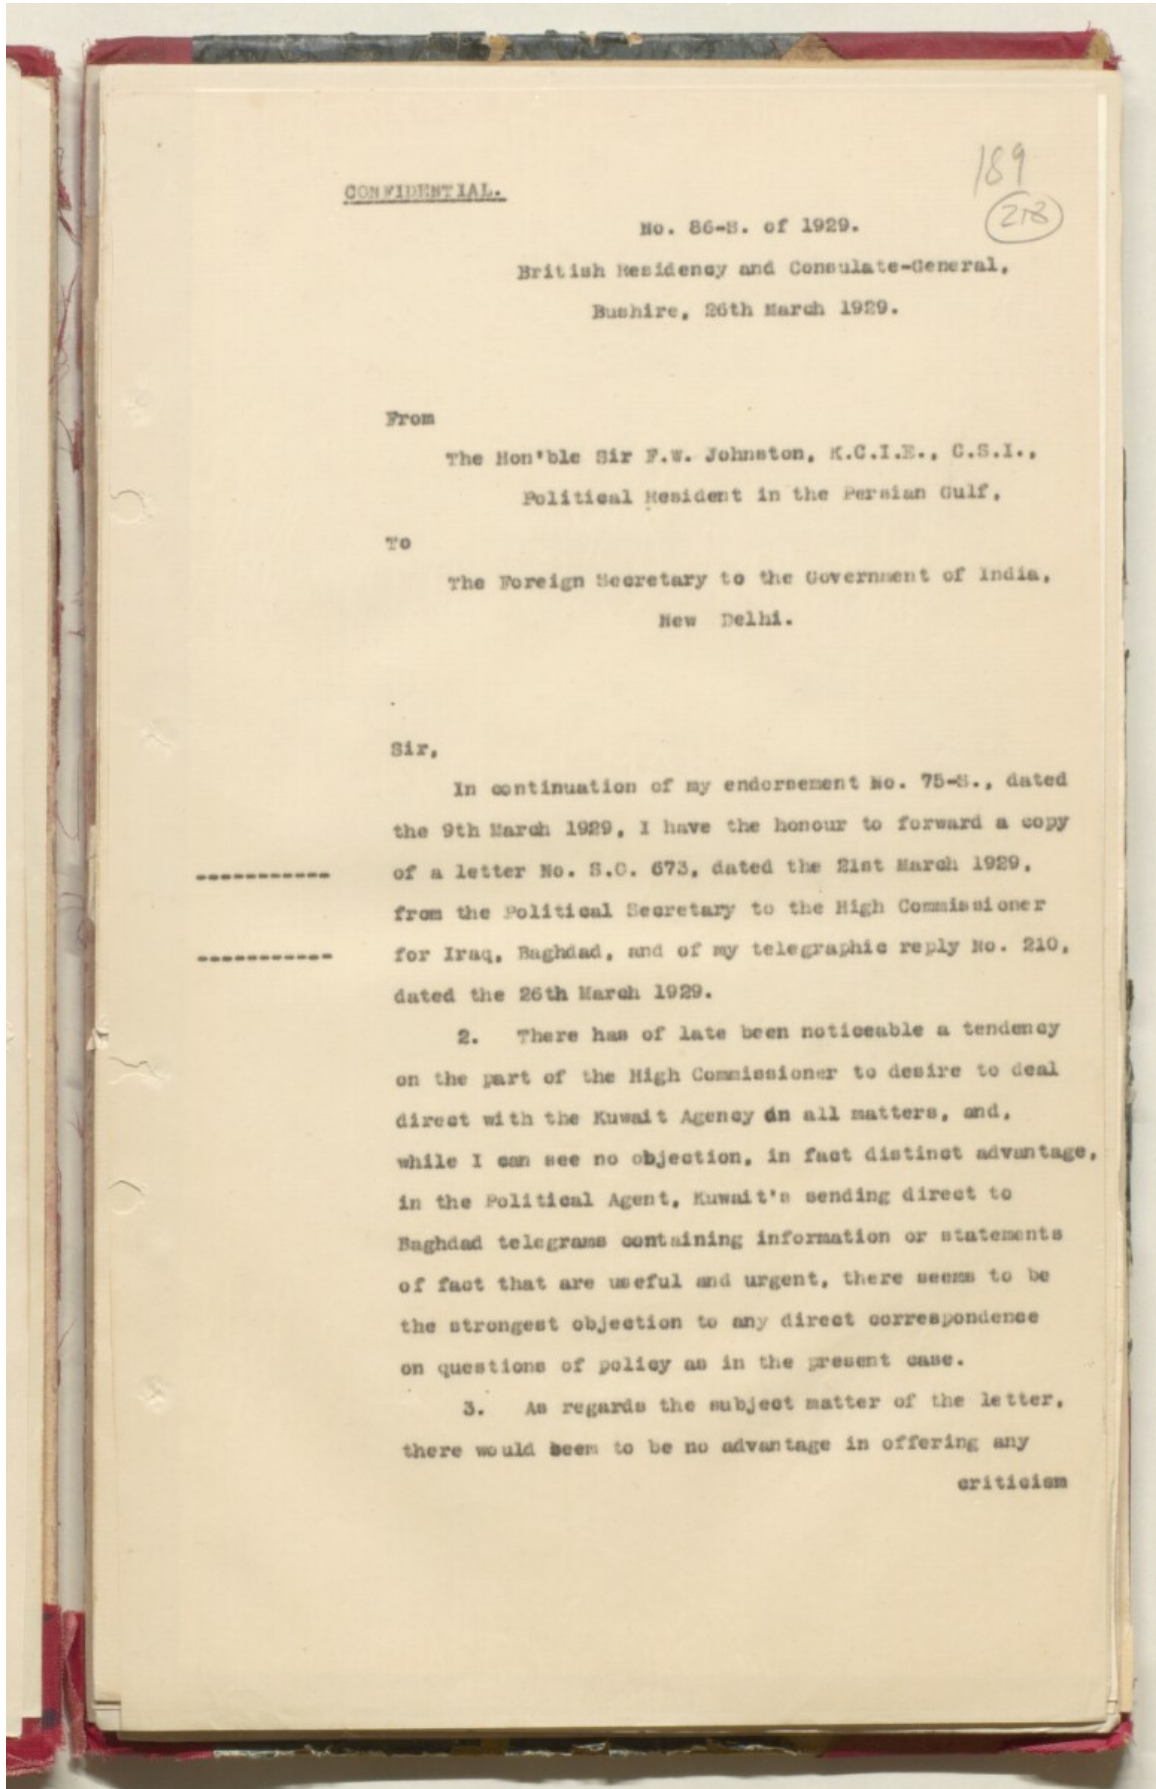 189
218
CONFIDENTIAL.
No. 86-S. of 1929.
British Residency and Consulate-General,
Bushire, 26th March 1929.
From
The Hon'ble Sir F.W. Johnston, K.C.I.E., C.S.I.,
Political Resident in the Persian Gulf,
To
The Foreign Secretary to the Government of India,
New Delhi.
Sir,
In continuation of my endorsement No. 75-S., dated
the 9th March 1929, I have the honour to forward a copy
----------- of a letter No. S.O. 673, dated the 21st March 1929,
from the Political Secretary to the High Commissioner
----------- for Iraq, Baghdad, and of my telegraphic reply No. 210,
dated the 26th March 1929.
2. There has of late been noticeable a tendency
on the part of the High Commissioner to desire to deal
direct with the Kuwait Agency on all matters, and,
while I can see no objection, in fact distinct advantage,
in the Political Agent, Kuwait's sending direct to
Baghdad telegrams containing information or statements
of fact that are useful and urgent, there seems to be
the strongest objection to any direct correspondence
on questions of policy as in the present case.
3. As regards the subject matter of the letter,
there would seem to be no advantage in offering any
criticism